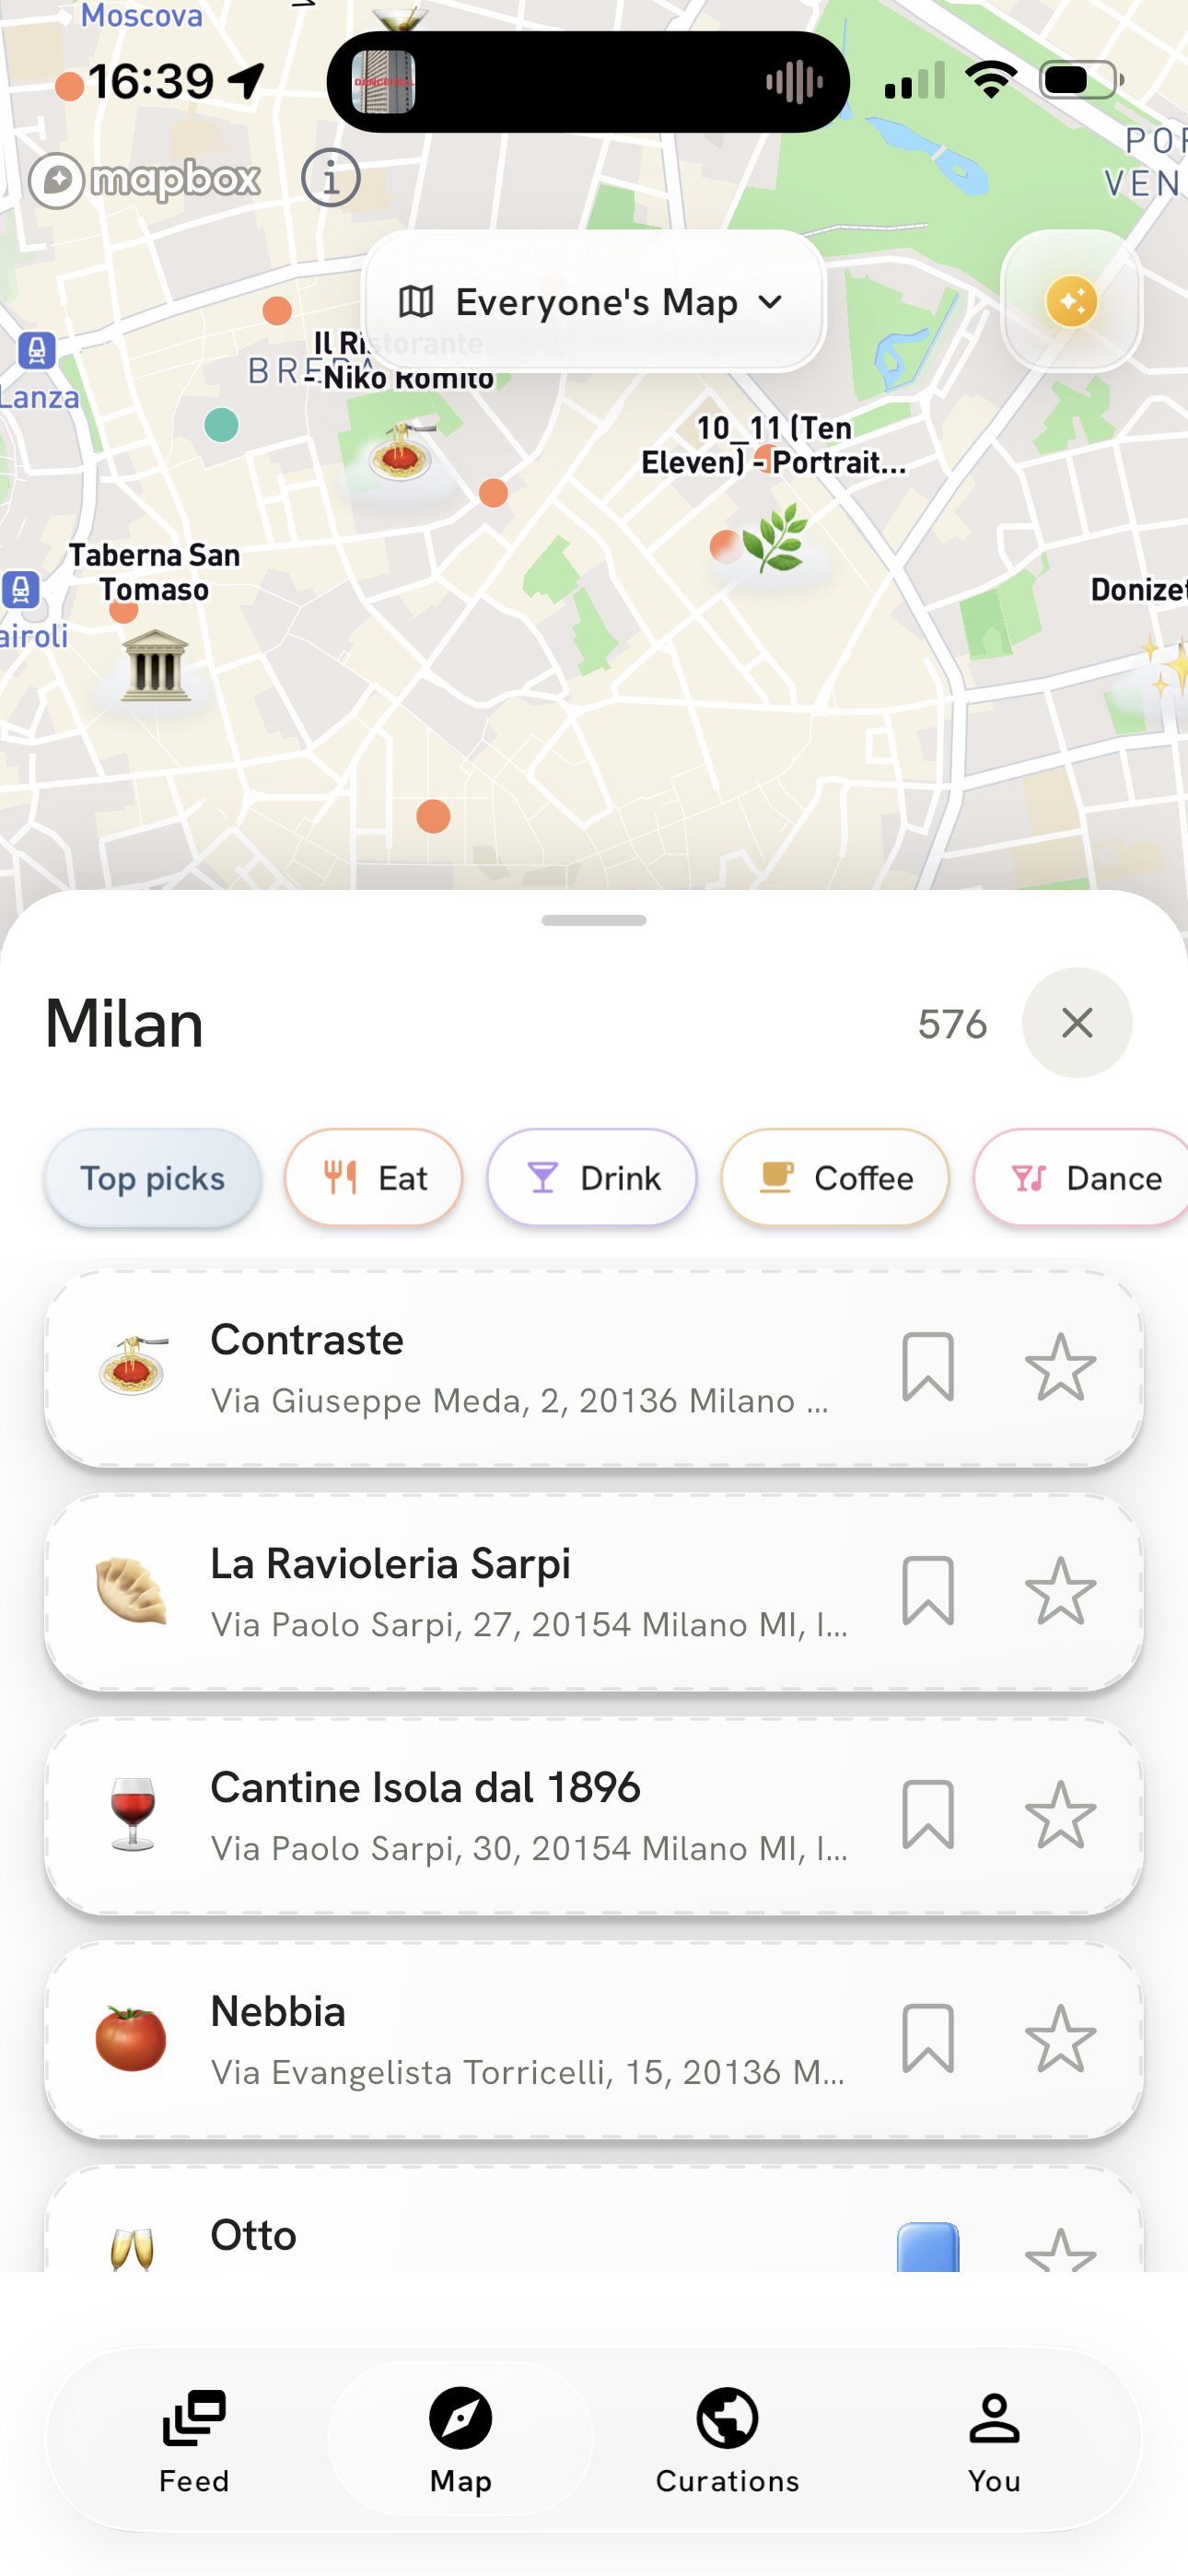 Moscova
16:39
DANCEHALL
mapbox
POR
VEN
Everyone's Map
Il Ristorante
- Niko Romito
BRERA
Lanza
10_11 (Ten
Eleven) - Portrait...
Taberna San
Tomaso
airoli
Donizet
Milan
576
Top picks
Eat
Drink
Coffee
Dance
Contraste
Via Giuseppe Meda, 2, 20136 Milano ...
La Ravioleria Sarpi
Via Paolo Sarpi, 27, 20154 Milano MI, I...
Cantine Isola dal 1896
Via Paolo Sarpi, 30, 20154 Milano MI, I...
Nebbia
Via Evangelista Torricelli, 15, 20136 M...
Otto
Feed
Map
Curations
You